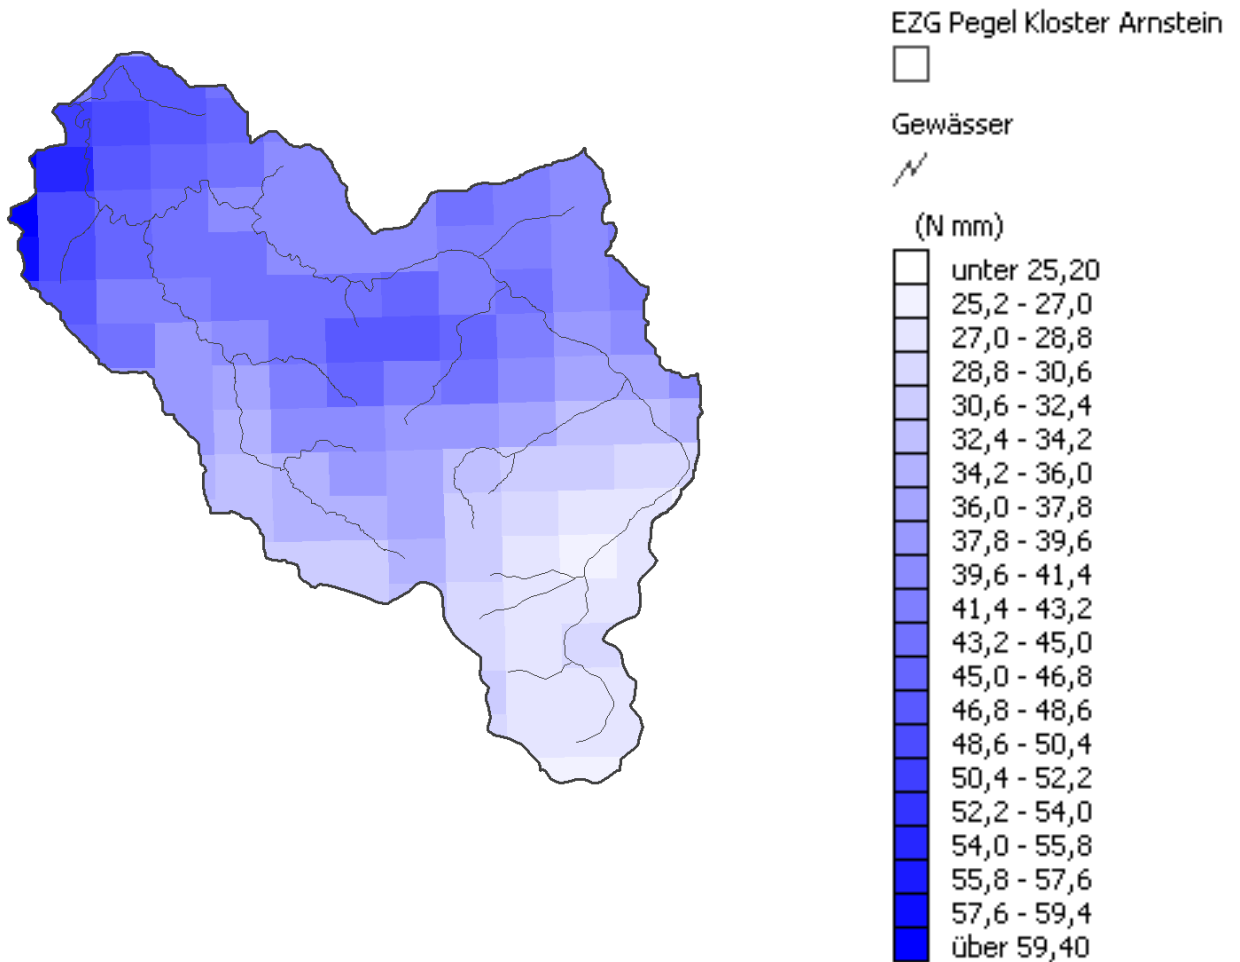 EZG Pegel Kloster Arnstein
Gewässer
(N mm)
unter 25,20
25,2 - 27,0
27,0 - 28,8
28,8 - 30,6
30,6 - 32,4
32,4 - 34,2
34,2 - 36,0
36,0 - 37,8
37,8 - 39,6
39,6 - 41,4
41,4 - 43,2
43,2 - 45,0
45,0 - 46,8
46,8 - 48,6
48,6 - 50,4
50,4 - 52,2
52,2 - 54,0
54,0 - 55,8
55,8 - 57,6
57,6 - 59,4
über 59,40